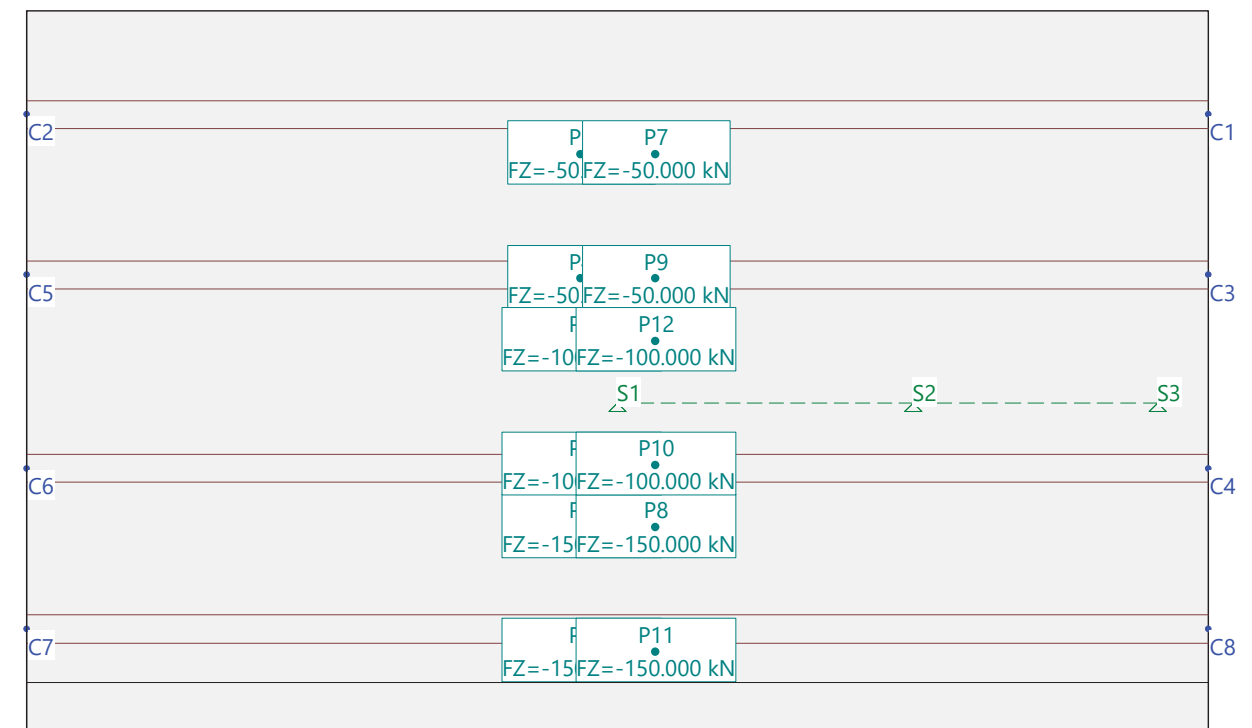 C2
C1
P
P7
FZ=-50.
FZ=-50.000 kN
P
P9
C5
C3
FZ=-50.
FZ=-50.000 kN
P12
FZ=-10
FZ=-100.000 kN
S1
S2
S3
P10
C6
C4
FZ=-10
FZ=-100.000 kN
P8
FZ=-15
FZ=-150.000 kN
P11
C7
C8
FZ=-15
FZ=-150.000 kN